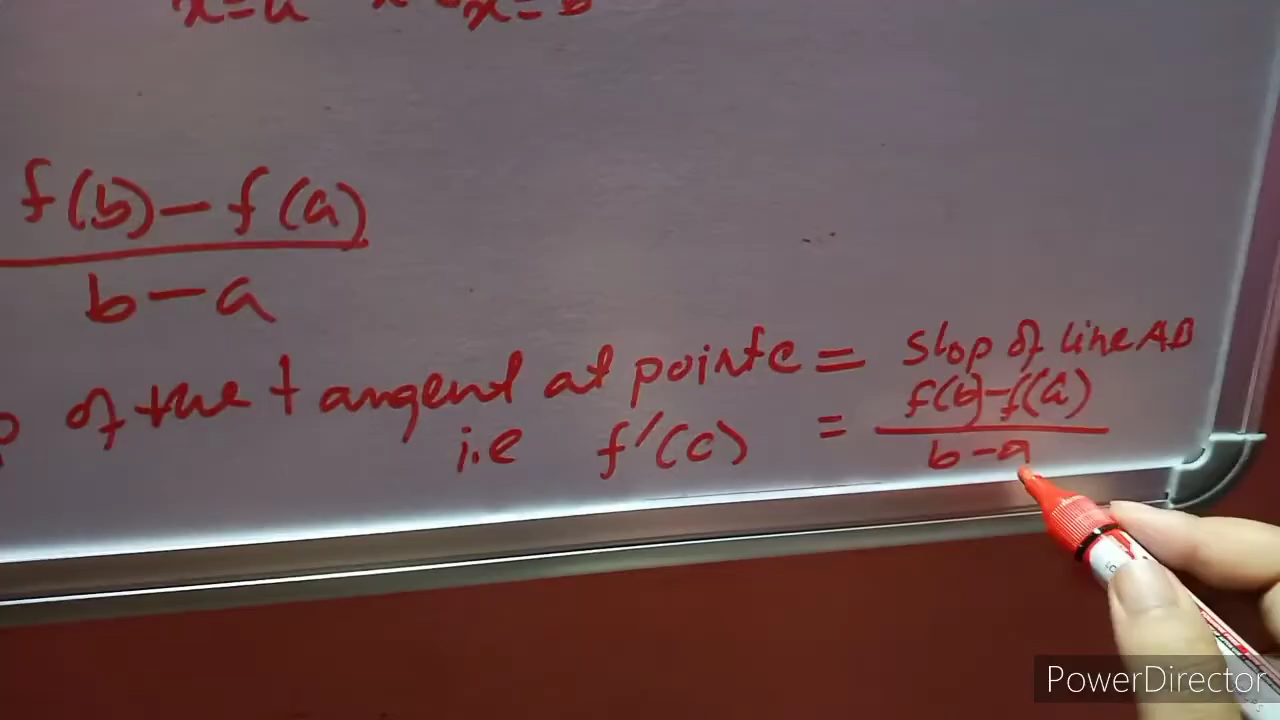 x=a x=b
f(b)-f(a)
b-a
of the tangent at point c = Slop of line AB
i.e f'(c) = f(b)-f(a)
b-a
PowerDirector